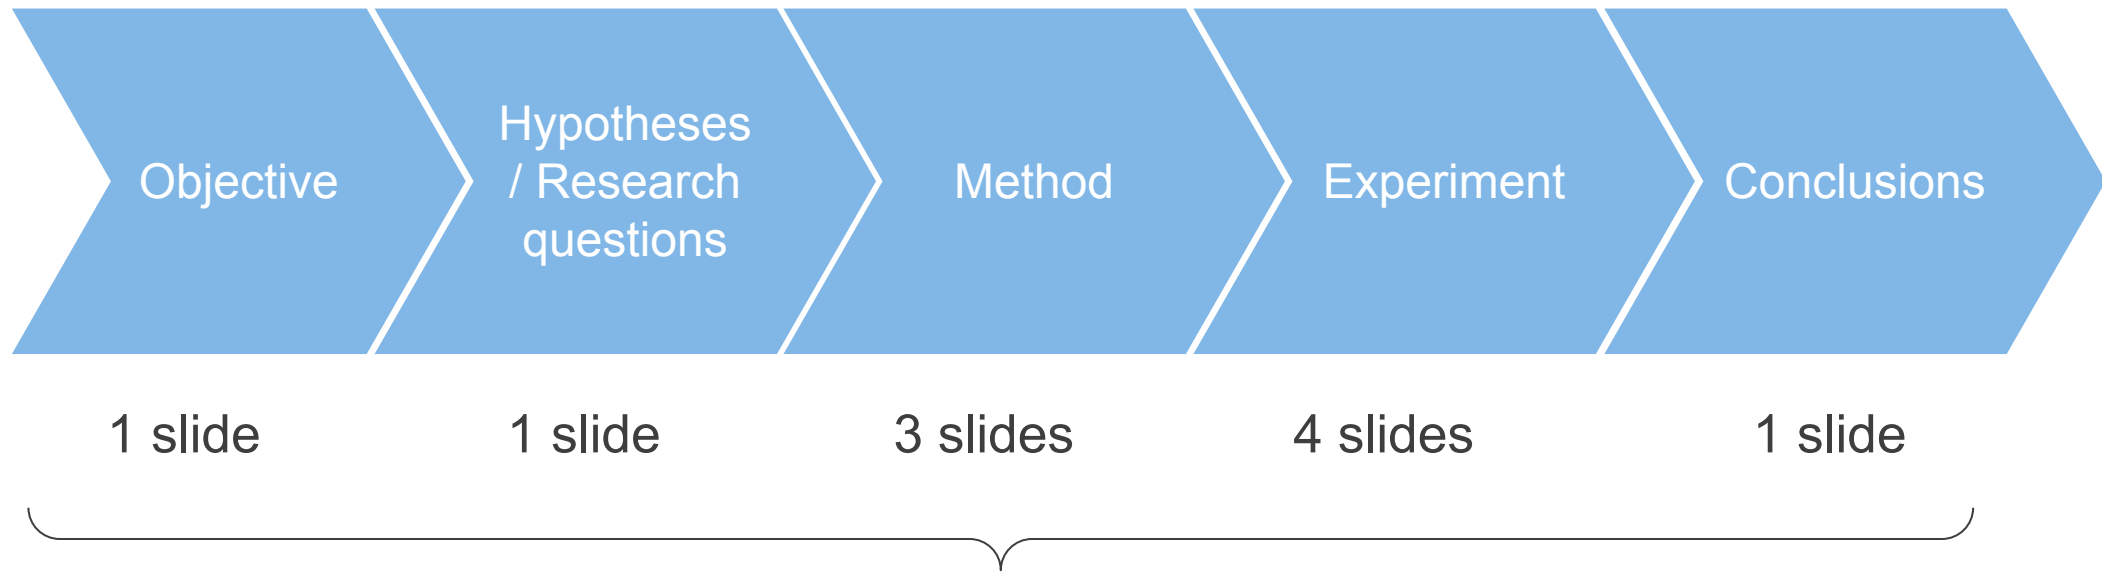 Objective
Hypotheses
/ Research
questions
Method
Experiment
Conclusions
1 slide
1 slide
3 slides
4 slides
1 slide